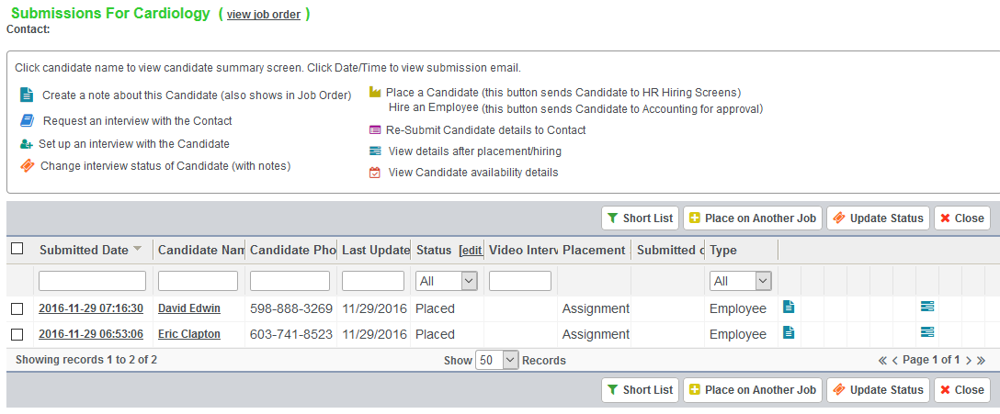 Submissions For Cardiology ( view job order )
Contact:
Click candidate name to view candidate summary screen. Click Date/Time to view submission email.
Create a note about this Candidate (also shows in Job Order)
Request an interview with the Contact
Set up an interview with the Candidate
Change interview status of Candidate (with notes)
Place a Candidate (this button sends Candidate to HR Hiring Screens)
Hire an Employee (this button sends Candidate to Accounting for approval)
Re-Submit Candidate details to Contact
View details after placement/hiring
View Candidate availability details
Short List Place on Another Job Update Status Close
Submitted Date Candidate Nam Candidate Pho Last Update Status [edit Video Interv Placement Submitted o Type
All All
2016-11-29 07:16:30 David Edwin 598-888-3269 11/29/2016 Placed Assignment Employee
2016-11-29 06:53:06 Eric Clapton 603-741-8523 11/29/2016 Placed Assignment Employee
Showing records 1 to 2 of 2 Show 50 Records Page 1 of 1
Short List Place on Another Job Update Status Close